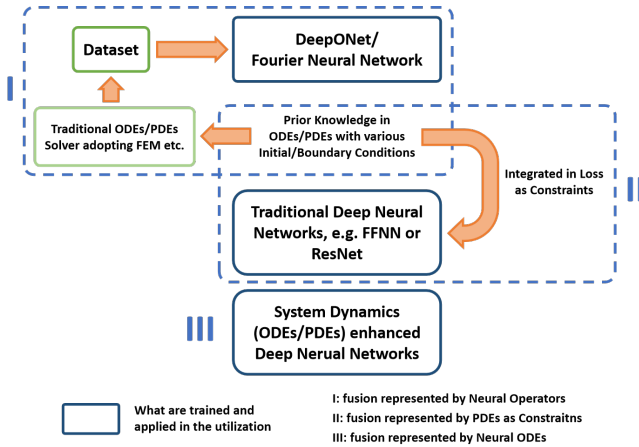 Dataset
DeepONet/
Fourier Neural Network
I
Traditional ODEs/PDEs
Solver adopting FEM etc.
Prior Knowledge in
ODEs/PDEs with various
Initial/Boundary Conditions
Integrated in Loss
as Constraints
II
Traditional Deep Neural
Networks, e.g. FFNN or
ResNet
III
System Dynamics
(ODEs/PDEs) enhanced
Deep Nerual Networks
What are trained and
applied in the utilization
I: fusion represented by Neural Operators
II: fusion represented by PDEs as Constraitns
III: fusion represented by Neural ODEs